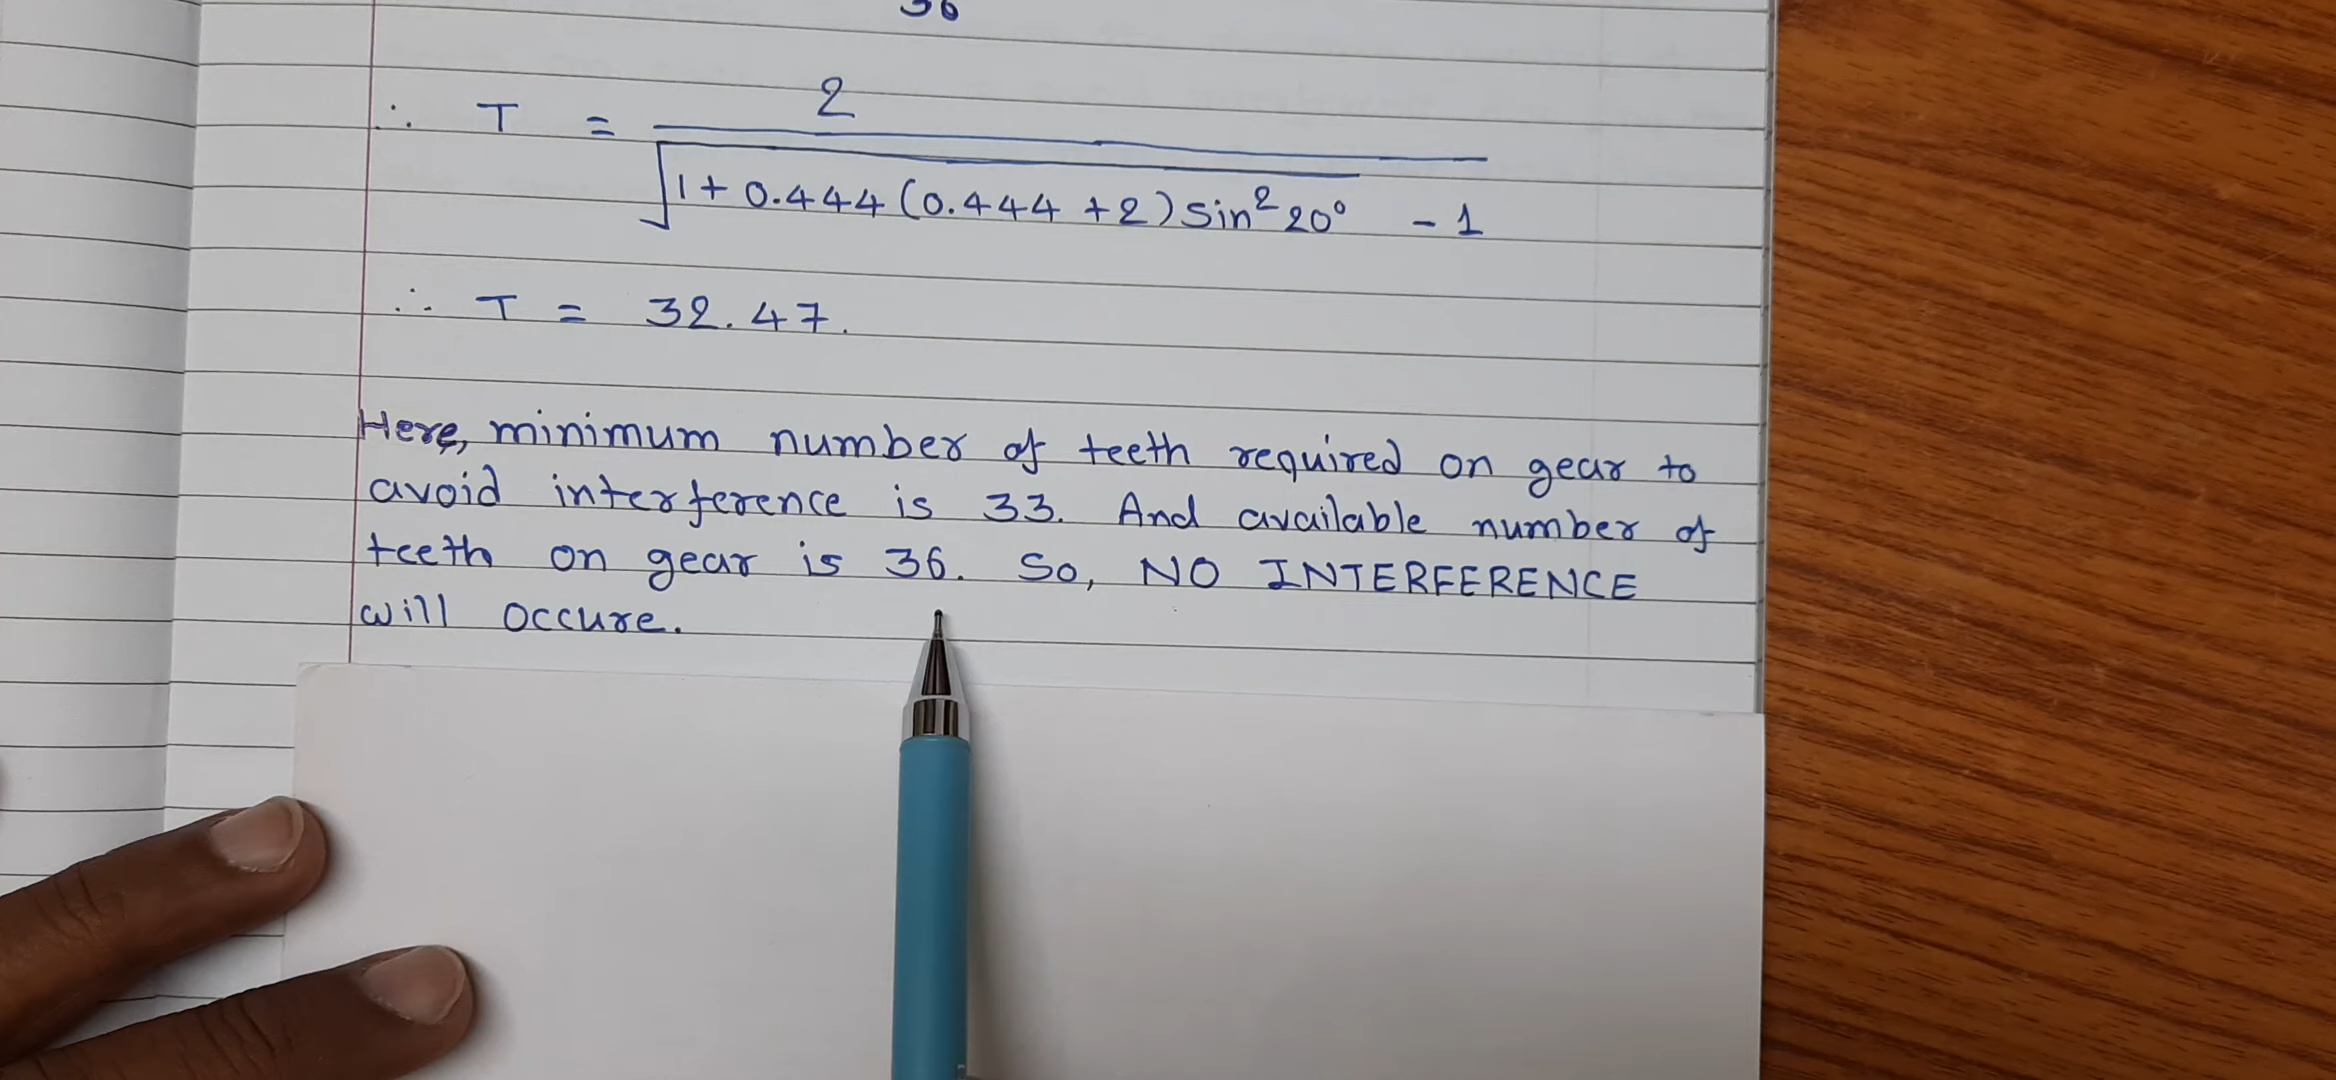 36
∴ T = 2 / √(1 + 0.444 (0.444 + 2) sin² 20°) - 1
∴ T = 32.47.
Here, minimum number of teeth required on gear to
avoid interference is 33. And available number of
teeth on gear is 36. So, NO INTERFERENCE
will occure.